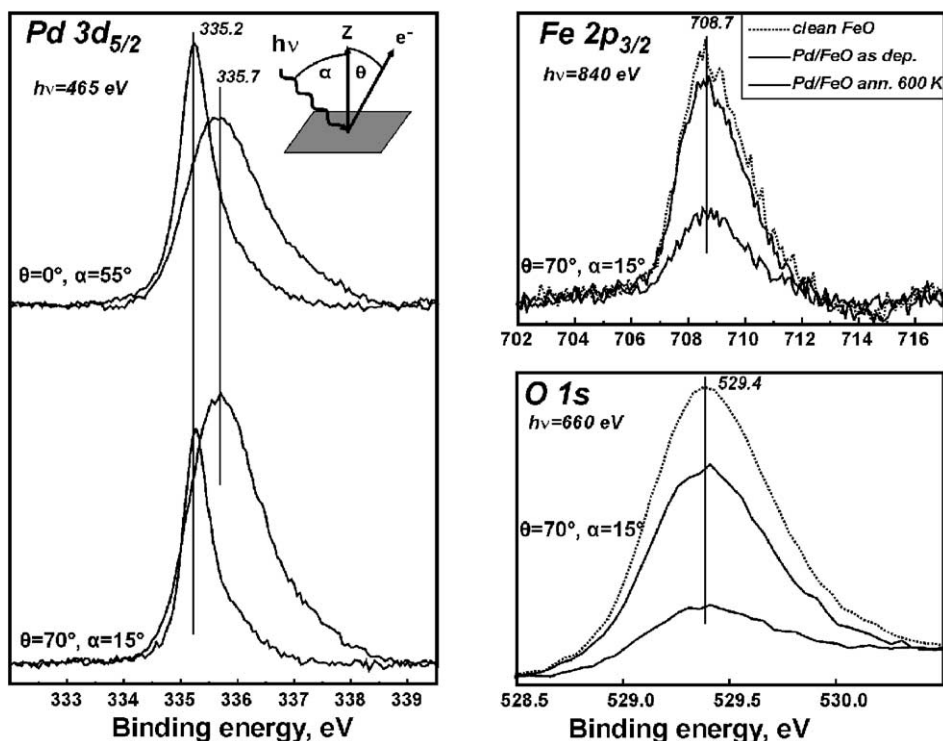 Pd 3d5/2
hν=465 eV
335.2
335.7
hν
Z
e-
α
θ
θ=0°, α=55°
θ=70°, α=15°
333 334 335 336 337 338 339
Binding energy, eV
Fe 2p3/2
hν=840 eV
708.7
clean FeO
Pd/FeO as dep.
Pd/FeO ann. 600 K
θ=70°, α=15°
702 704 706 708 710 712 714 716
O 1s
hν=660 eV
529.4
θ=70°, α=15°
528.5 529.0 529.5 530.0
Binding energy, eV